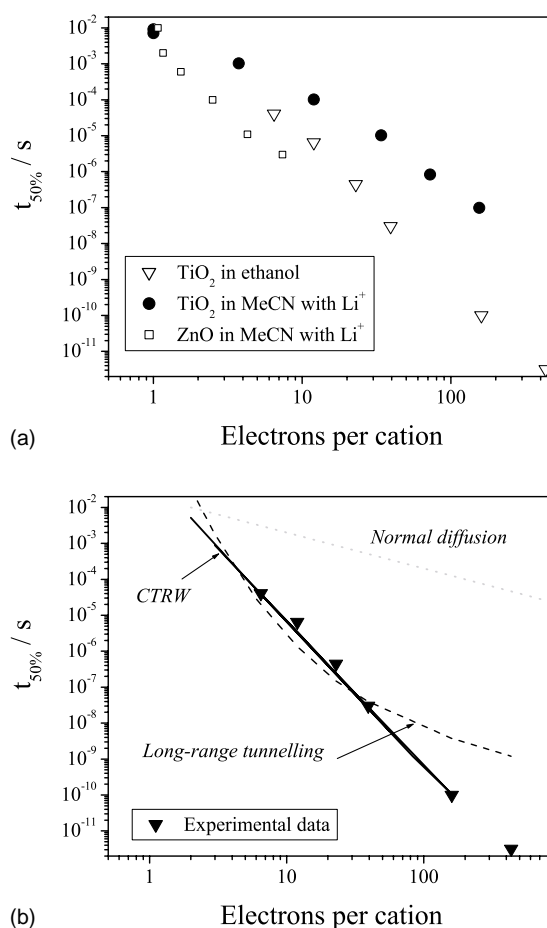 10⁻²
10⁻³
10⁻⁴
10⁻⁵
10⁻⁶
10⁻⁷
10⁻⁸
10⁻⁹
10⁻¹⁰
10⁻¹¹
t₅₀% / s
TiO₂ in ethanol
TiO₂ in MeCN with Li⁺
ZnO in MeCN with Li⁺
1 10 100
(a)
Electrons per cation
10⁻²
10⁻³
10⁻⁴
10⁻⁵
10⁻⁶
10⁻⁷
10⁻⁸
10⁻⁹
10⁻¹⁰
10⁻¹¹
t₅₀% / s
Normal diffusion
CTRW
Long-range tunnelling
Experimental data
1 10 100
(b)
Electrons per cation